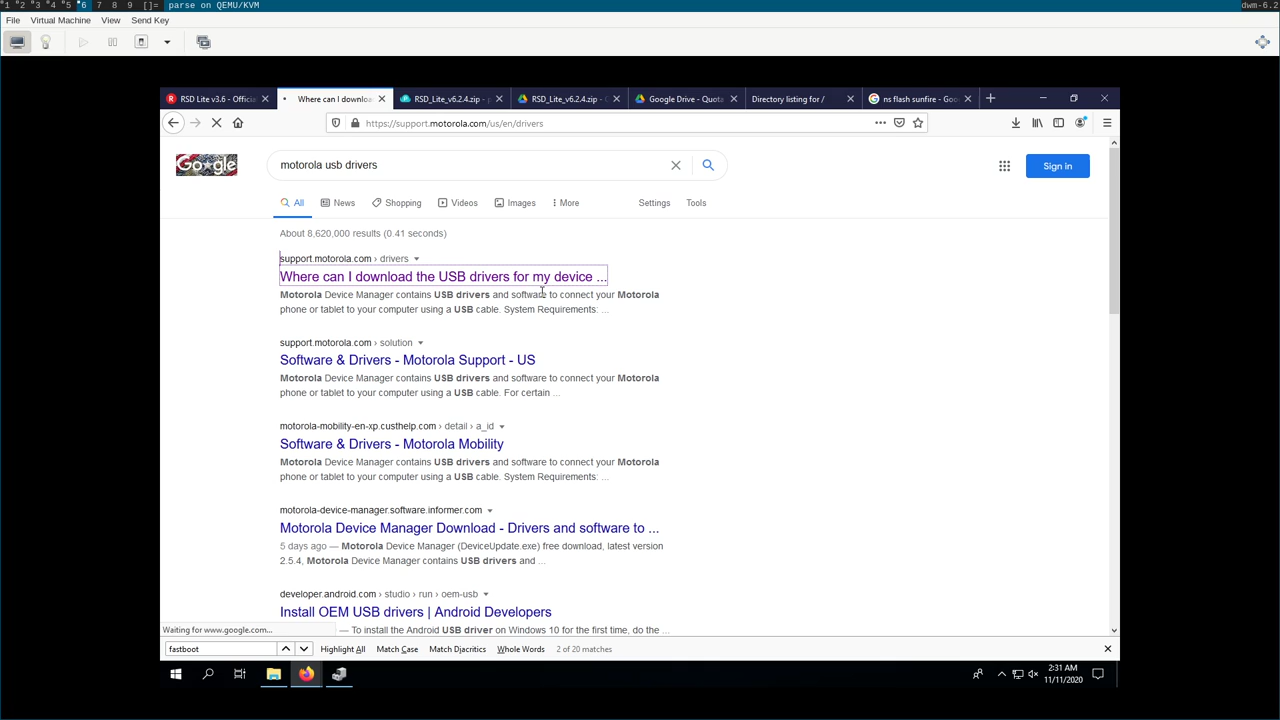 1 2 3 4 5 6 7 8 9 []= parse on QEMU/KVM dwm-6.2
File Virtual Machine View Send Key
RSD Lite v3.6 - Officia Where can I downloa RSD_Lite_v6.2.4.zip - RSD_Lite_v6.2.4.zip - Google Drive - Quota Directory listing for / ns flash sunfire - Goo
https://support.motorola.com/us/en/drivers
Google motorola usb drivers Sign in
All News Shopping Videos Images More Settings Tools
About 8,620,000 results (0.41 seconds)
support.motorola.com › drivers
Where can I download the USB drivers for my device ...
Motorola Device Manager contains USB drivers and software to connect your Motorola
phone or tablet to your computer using a USB cable. System Requirements: ...
support.motorola.com › solution
Software & Drivers - Motorola Support - US
Motorola Device Manager contains USB drivers and software to connect your Motorola
phone or tablet to your computer using a USB cable. For certain ...
motorola-mobility-en-xp.custhelp.com › detail › a_id
Software & Drivers - Motorola Mobility
Motorola Device Manager contains USB drivers and software to connect your Motorola
phone or tablet to your computer using a USB cable. System Requirements: ...
motorola-device-manager.software.informer.com
Motorola Device Manager Download - Drivers and software to ...
5 days ago — Motorola Device Manager (DeviceUpdate.exe) free download, latest version
2.5.4, Motorola Device Manager contains USB drivers and ...
developer.android.com › studio › run › oem-usb
Install OEM USB drivers | Android Developers
Waiting for www.google.com... — To install the Android USB driver on Windows 10 for the first time, do the ...
fastboot Highlight All Match Case Match Diacritics Whole Words 2 of 20 matches
2:31 AM
11/11/2020